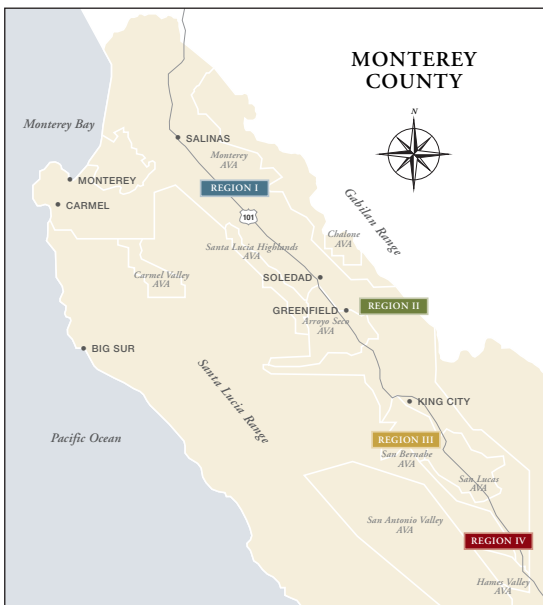 MONTEREY
COUNTY
N
Monterey Bay
SALINAS
Monterey
AVA
MONTEREY
REGION I
CARMEL
101
Gabilan Range
Chalone
AVA
Santa Lucia Highlands
AVA
Carmel Valley
AVA
SOLEDAD
REGION II
GREENFIELD
Arroyo Seco
AVA
BIG SUR
Santa Lucia Range
KING CITY
Pacific Ocean
REGION III
San Bernabe
AVA
San Lucas
AVA
San Antonio Valley
AVA
REGION IV
Hames Valley
AVA